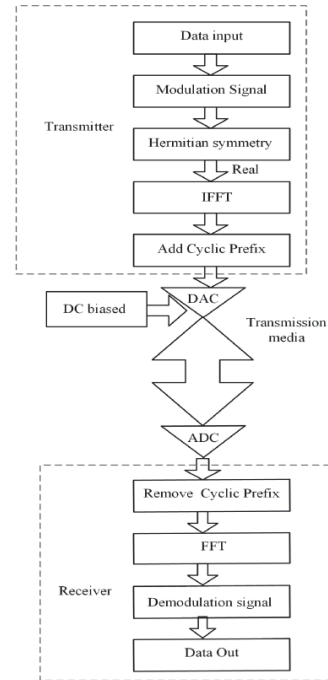 Data input
Modulation Signal
Transmitter
Hermitian symmetry
Real
IFFT
Add Cyclic Prefix
DAC
DC biased
Transmission
media
ADC
Remove Cyclic Prefix
FFT
Receiver
Demodulation signal
Data Out